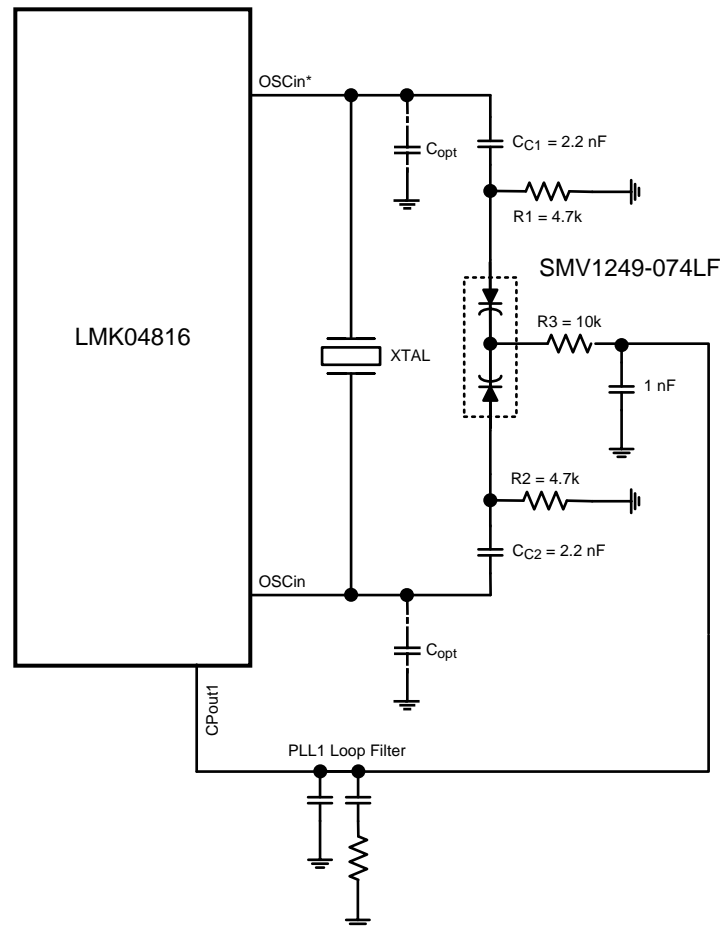 OSCin*
Copt
CC1 = 2.2 nF
R1 = 4.7k
SMV1249-074LF
LMK04816
XTAL
R3 = 10k
1 nF
R2 = 4.7k
CC2 = 2.2 nF
OSCin
Copt
CPout1
PLL1 Loop Filter